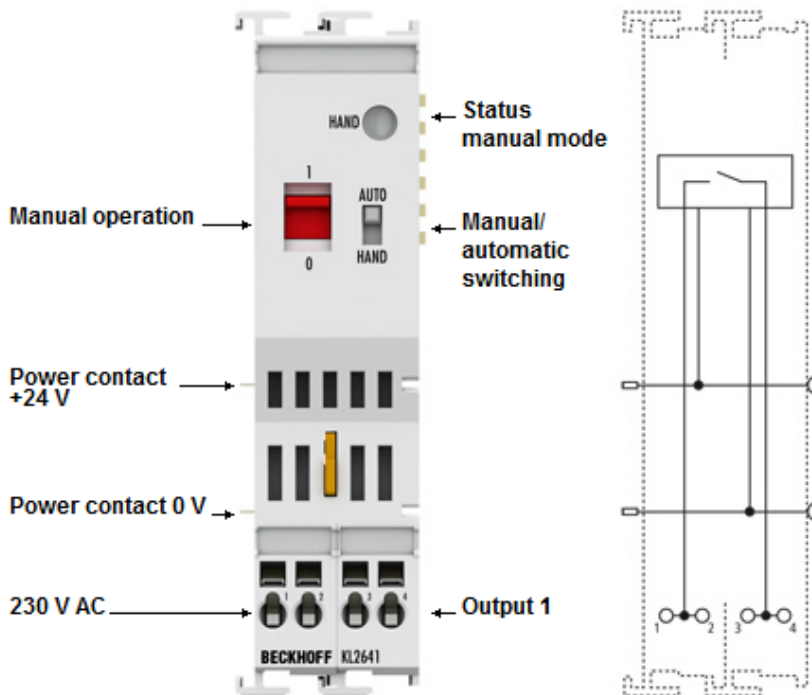 HAND
Status
manual mode
1
Manual operation
AUTO
Manual/
automatic
switching
0
HAND
Power contact
+24 V
Power contact 0 V
1
2
3
4
230 V AC
Output 1
1
2
3
4
BECKHOFF
KL2641